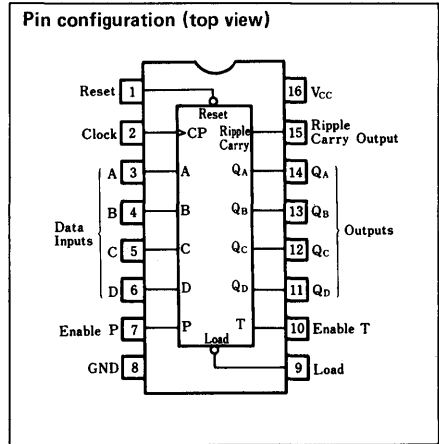 Pin configuration (top view)
Reset 1
16 VCC
Reset
Clock 2
CP
Ripple
Carry
15 Ripple
Carry Output
A 3
A
QA
14 QA
B 4
B
QB
13 QB
Data
Inputs
Outputs
C 5
C
QC
12 QC
D 6
D
QD
11 QD
Enable P 7
P
T
10 Enable T
Load
GND 8
9 Load